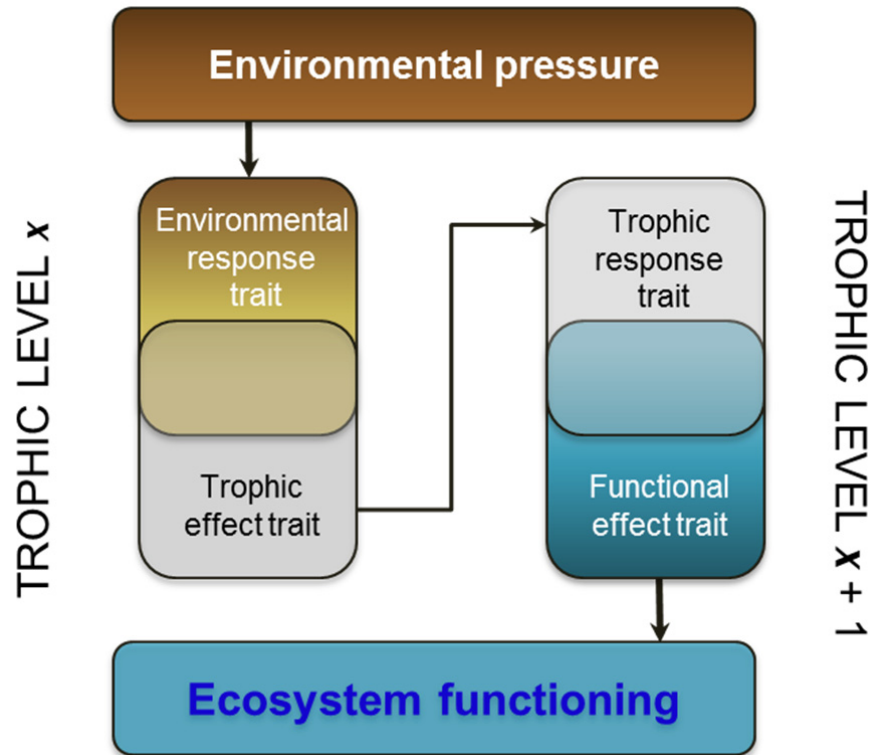 Environmental pressure
TROPHIC LEVEL x
Environmental
response
trait
Trophic
effect trait
Trophic
response
trait
Functional
effect trait
TROPHIC LEVEL x + 1
Ecosystem functioning